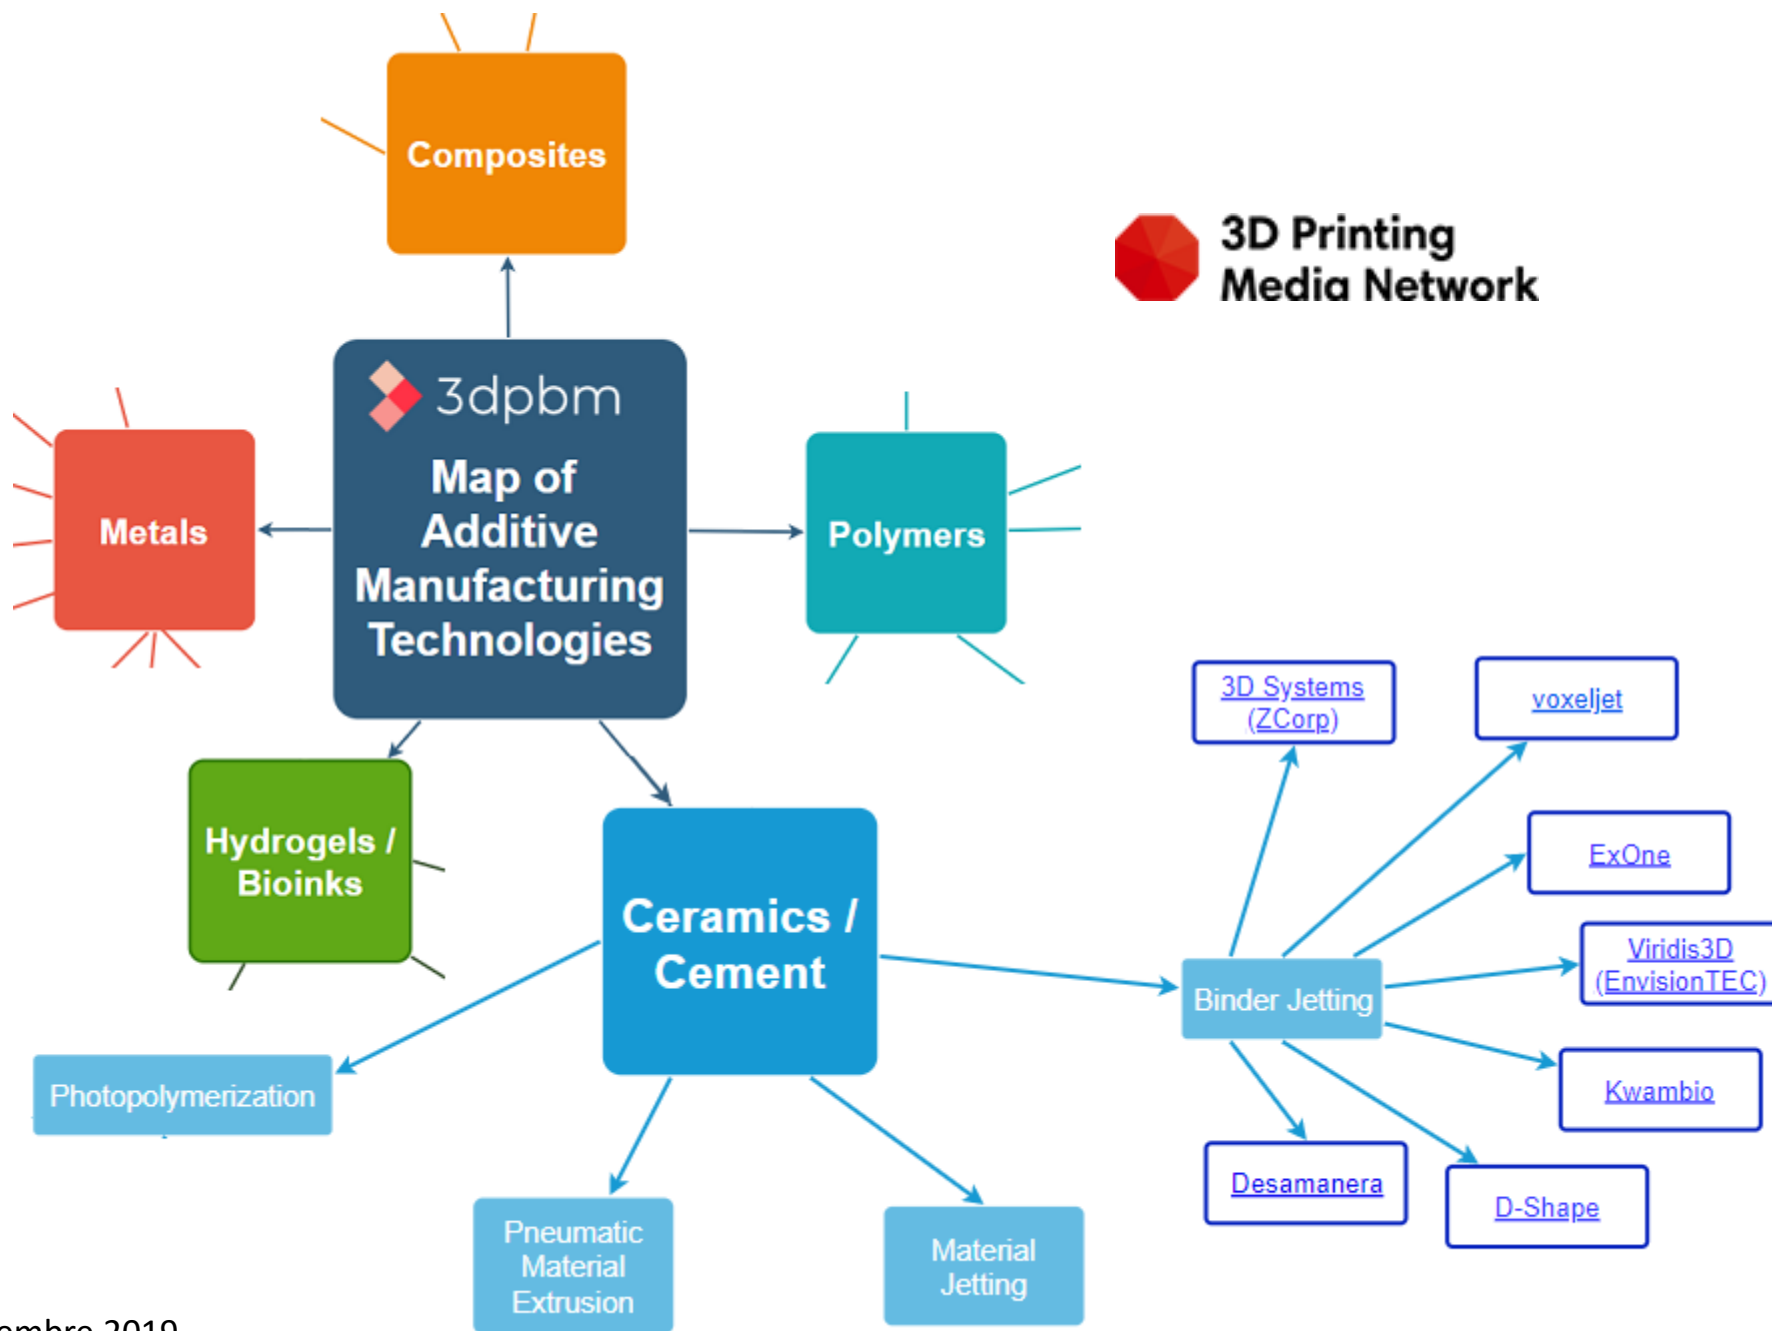 Composites
3D Printing
Media Network
3dpbm
Map of
Additive
Manufacturing
Technologies
Metals
Polymers
Hydrogels /
Bioinks
Ceramics /
Cement
3D Systems
(ZCorp)
voxeljet
ExOne
Viridis3D
(EnvisionTEC)
Binder Jetting
Kwambio
Desamanera
D-Shape
Photopolymerization
Pneumatic
Material
Extrusion
Material
Jetting
2019